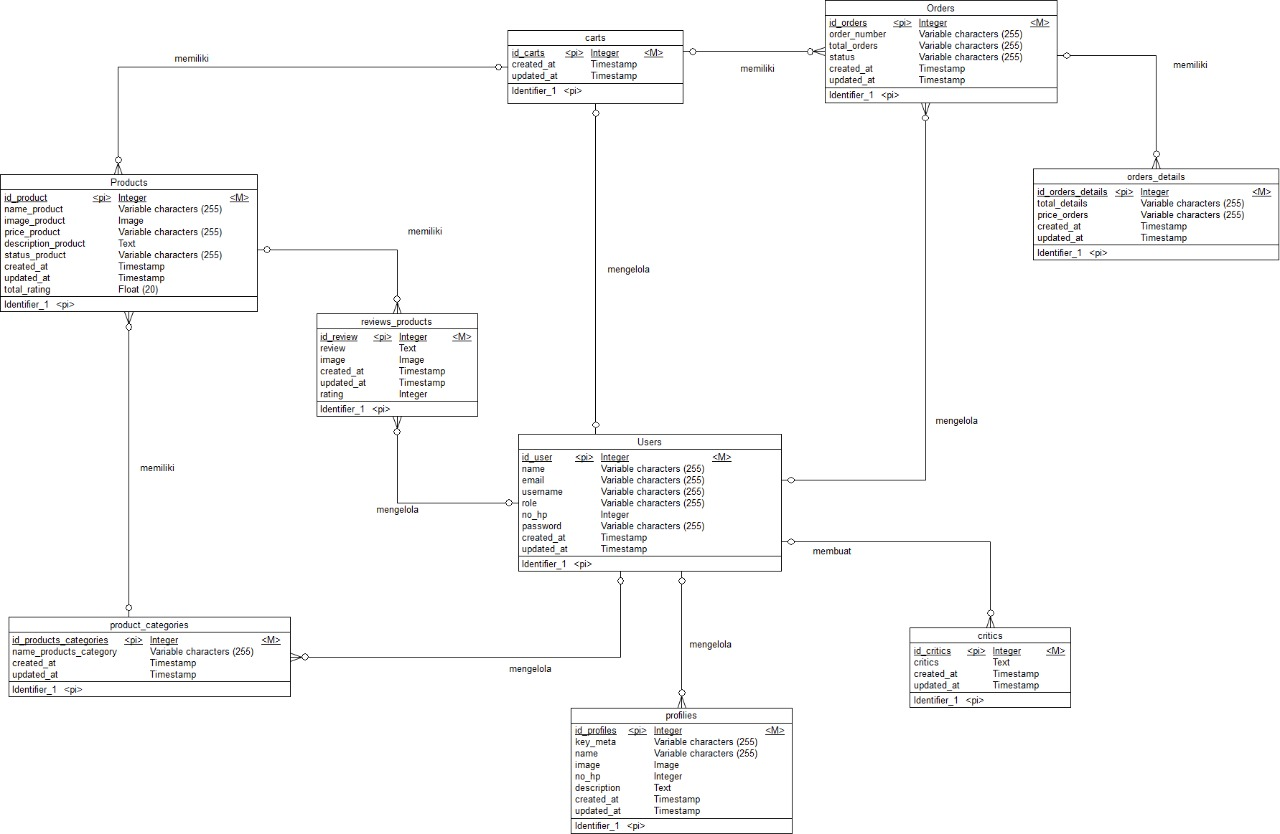 Orders
id_orders <pi> Integer <M>
order_number Variable characters (255)
total_orders Variable characters (255)
status Variable characters (255)
created_at Timestamp
updated_at Timestamp
Identifier_1 <pi>
carts
id_carts <pi> Integer <M>
created_at Timestamp
updated_at Timestamp
Identifier_1 <pi>
memiliki
memiliki
memiliki
Products
id_product <pi> Integer <M>
name_product Variable characters (255)
image_product Image
price_product Variable characters (255)
description_product Text
status_product Variable characters (255)
created_at Timestamp
updated_at Timestamp
total_rating Float (20)
Identifier_1 <pi>
orders_details
id_orders_details <pi> Integer <M>
total_details Variable characters (255)
price_orders Variable characters (255)
created_at Timestamp
updated_at Timestamp
Identifier_1 <pi>
memiliki
mengelola
reviews_products
id_review <pi> Integer <M>
review Text
image Image
created_at Timestamp
updated_at Timestamp
rating Integer
Identifier_1 <pi>
mengelola
Users
id_user <pi> Integer <M>
name Variable characters (255)
email Variable characters (255)
username Variable characters (255)
role Variable characters (255)
no_hp Integer
password Variable characters (255)
created_at Timestamp
updated_at Timestamp
Identifier_1 <pi>
memiliki
mengelola
membuat
product_categories
id_products_categories <pi> Integer <M>
name_products_category Variable characters (255)
created_at Timestamp
updated_at Timestamp
Identifier_1 <pi>
mengelola
mengelola
critics
id_critics <pi> Integer <M>
critics Text
created_at Timestamp
updated_at Timestamp
Identifier_1 <pi>
profilies
id_profiles <pi> Integer <M>
key_meta Variable characters (255)
name Variable characters (255)
image Image
no_hp Integer
description Text
created_at Timestamp
updated_at Timestamp
Identifier_1 <pi>